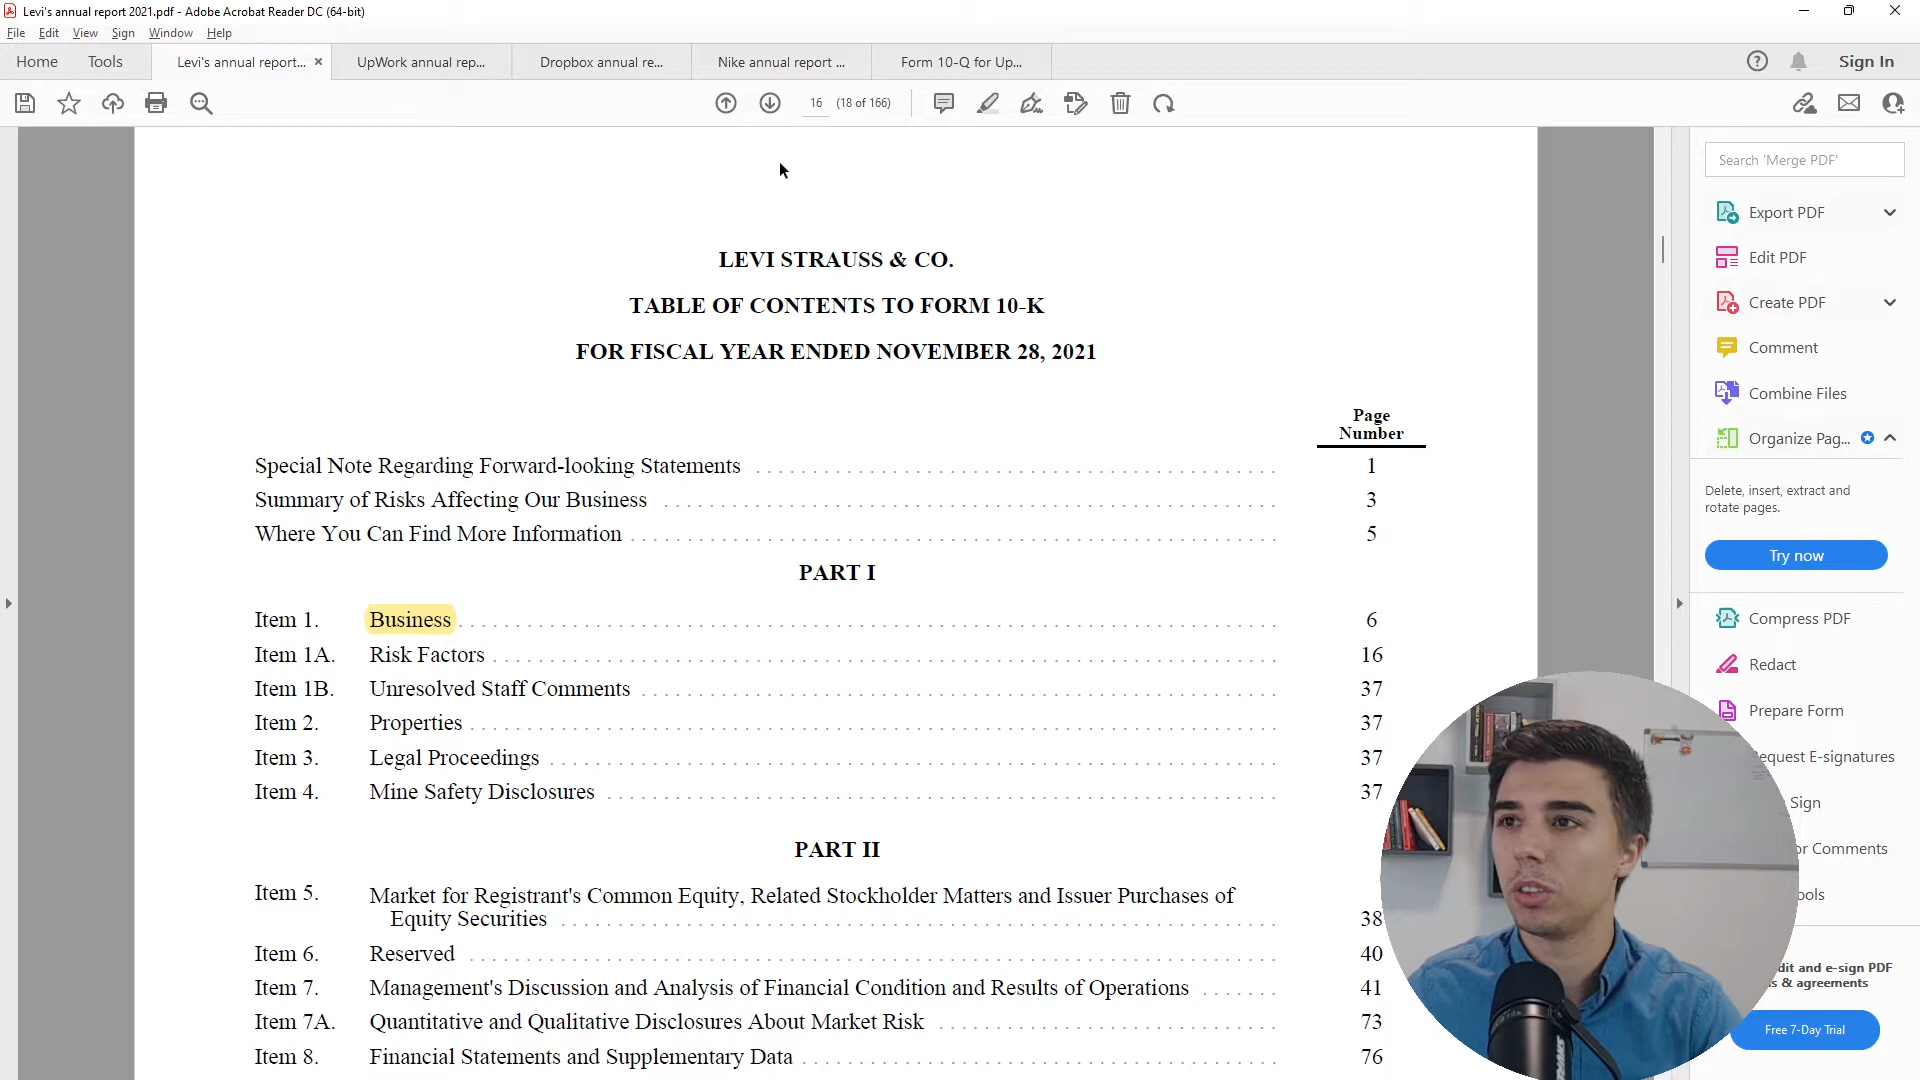 Levi's annual report 2021.pdf - Adobe Acrobat Reader DC (64-bit)
File Edit View Sign Window Help
Home Tools Levi's annual report... × UpWork annual rep... Dropbox annual re... Nike annual report ... Form 10-Q for Up... Sign In
16 (18 of 166)
Search 'Merge PDF'
Export PDF
Edit PDF
Create PDF
Comment
Combine Files
Organize Pag...
Delete, insert, extract and
rotate pages.
Try now
Compress PDF
Redact
Prepare Form
equest E-signatures
Sign
or Comments
ools
dit and e-sign PDF
s & agreements
Free 7-Day Trial
LEVI STRAUSS & CO.
TABLE OF CONTENTS TO FORM 10-K
FOR FISCAL YEAR ENDED NOVEMBER 28, 2021
Page
Number
Special Note Regarding Forward-looking Statements 1
Summary of Risks Affecting Our Business 3
Where You Can Find More Information 5
PART I
Item 1. Business 6
Item 1A. Risk Factors 16
Item 1B. Unresolved Staff Comments 37
Item 2. Properties 37
Item 3. Legal Proceedings 37
Item 4. Mine Safety Disclosures 37
PART II
Item 5. Market for Registrant's Common Equity, Related Stockholder Matters and Issuer Purchases of
Equity Securities 38
Item 6. Reserved 40
Item 7. Management's Discussion and Analysis of Financial Condition and Results of Operations 41
Item 7A. Quantitative and Qualitative Disclosures About Market Risk 73
Item 8. Financial Statements and Supplementary Data 76